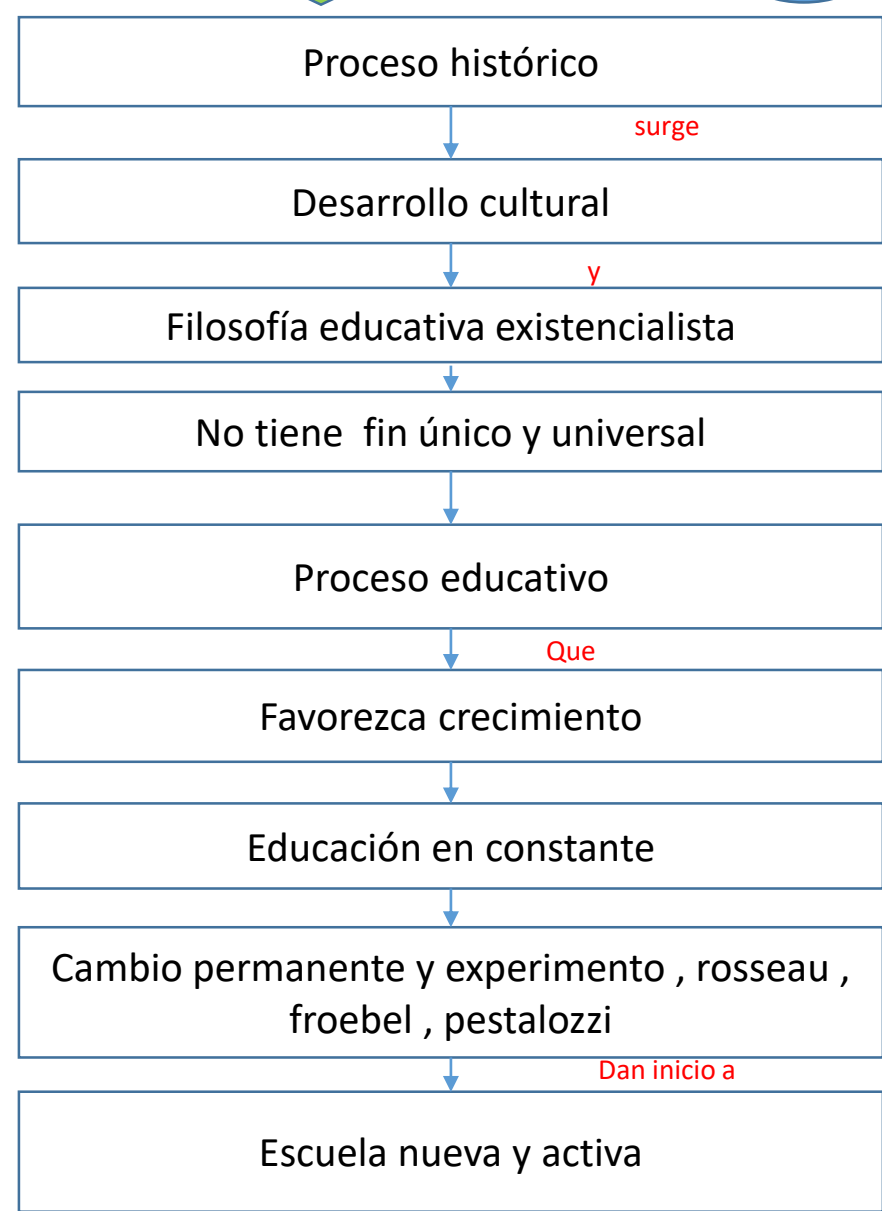 Proceso histórico
surge
Desarrollo cultural
y
Filosofía educativa existencialista
No tiene  fin único y universal
Proceso educativo
Que
Favorezca crecimiento
Educación en constante
Cambio permanente y experimento , rosseau ,
froebel , pestalozzi
Dan inicio a
Escuela nueva y activa